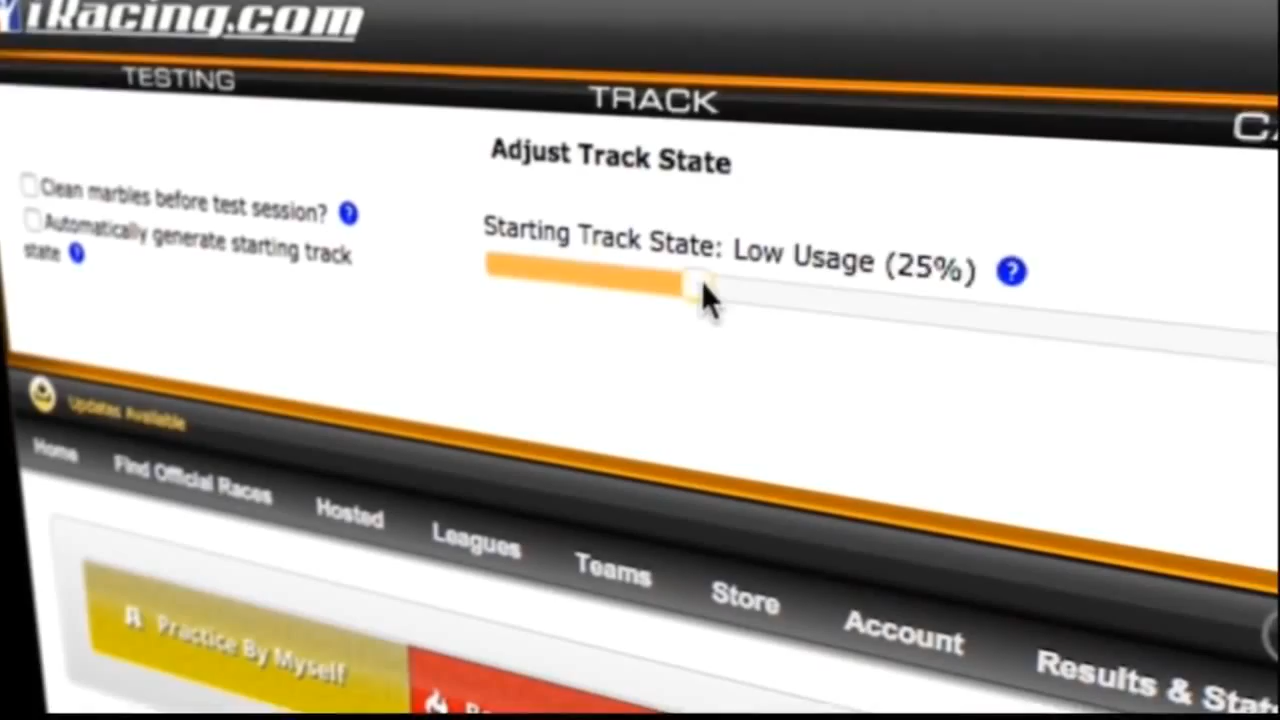 iRacing.com
TESTING
TRACK
Adjust Track State
Clean marbles before test session? ?
Automatically generate starting track
state ?
Starting Track State: Low Usage (25%) ?
Updates Available
Home Find Official Races Hosted Leagues Teams Store Account Results &
Practice By Myself